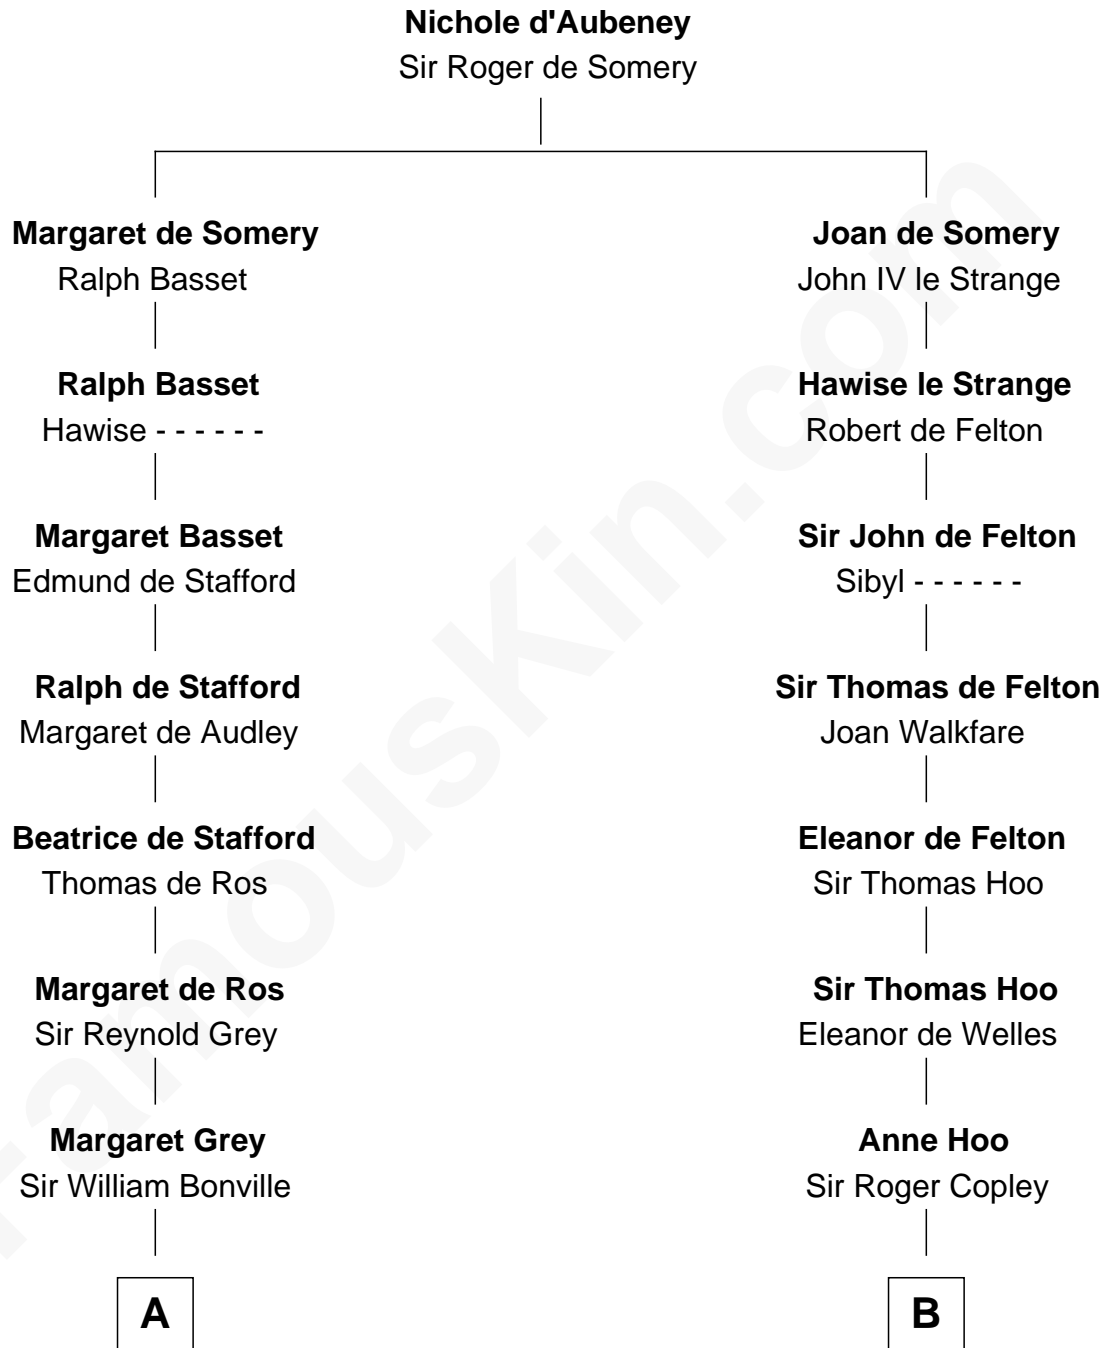 Nichole d'Aubeney
Sir Roger de Somery
Margaret de Somery
Ralph Basset
Joan de Somery
John IV le Strange
Ralph Basset
Hawise - - - - - -
Hawise le Strange
Robert de Felton
Margaret Basset
Edmund de Stafford
Sir John de Felton
Sibyl - - - - - -
Ralph de Stafford
Margaret de Audley
Sir Thomas de Felton
Joan Walkfare
Beatrice de Stafford
Thomas de Ros
Eleanor de Felton
Sir Thomas Hoo
Margaret de Ros
Sir Reynold Grey
Sir Thomas Hoo
Eleanor de Welles
Margaret Grey
Sir William Bonville
Anne Hoo
Sir Roger Copley
A
B
FamousKin.com